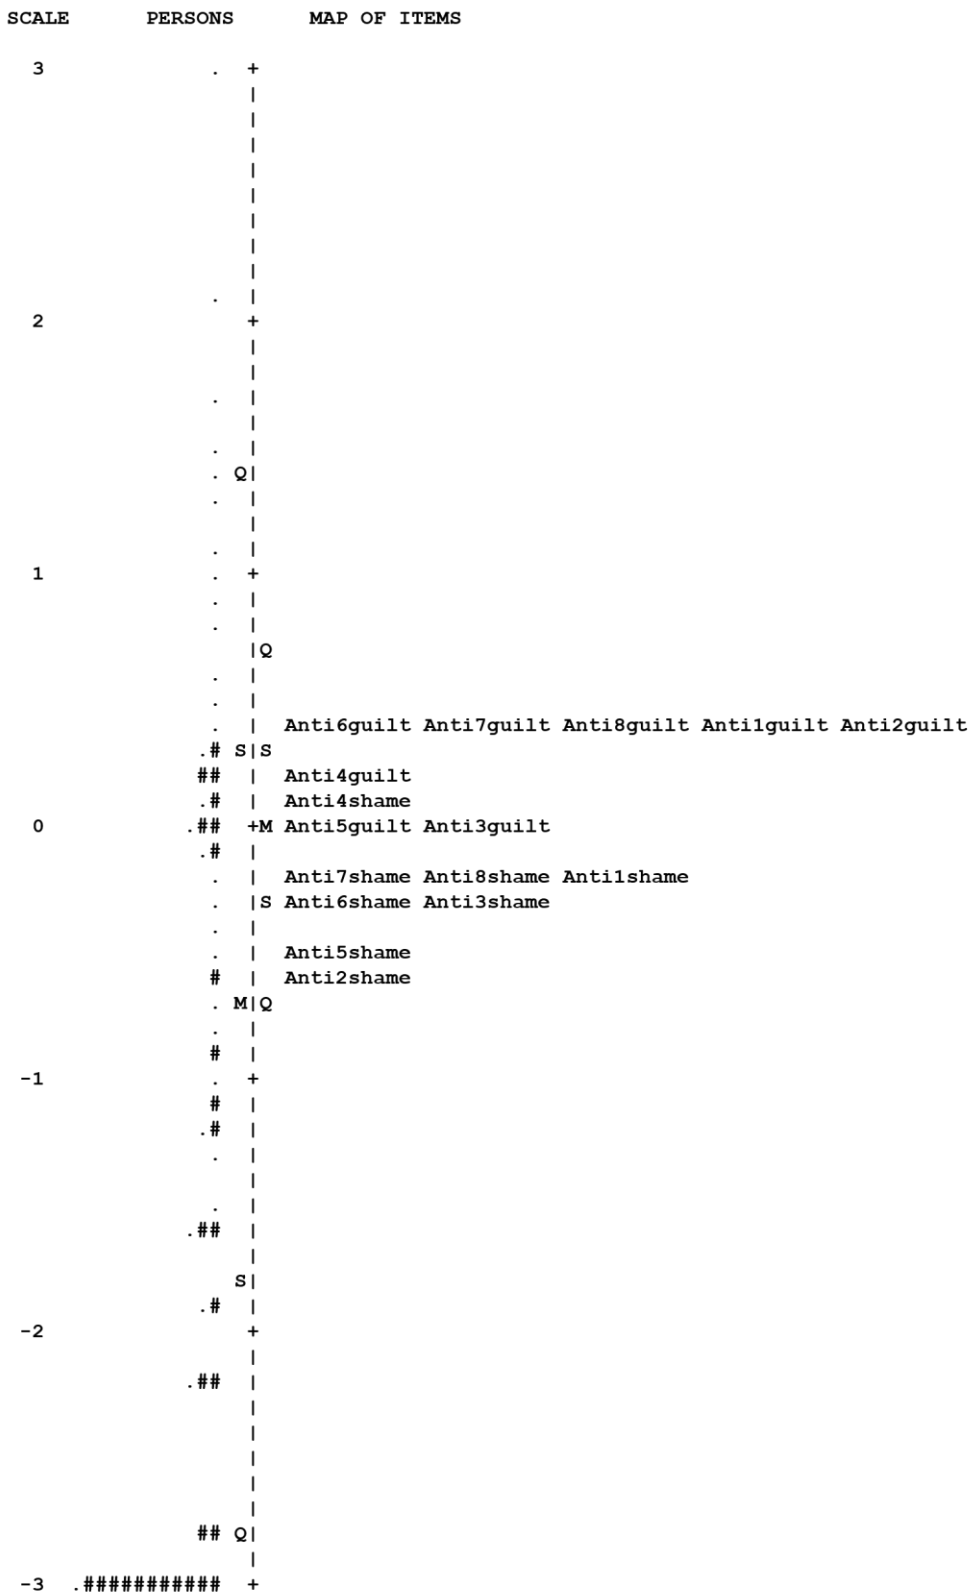 SCALE        PERSONS        MAP OF ITEMS
  3                  .  +
                        |
                        |
                        |
                        |
                        |
                        |
                        |
                        |
                     .  |
  2                     +
                        |
                        |
                     .  |
                        |
                     .  |
                     . Q|
                     .  |
                        |
                     .  |
  1                  .  +
                     .  |
                     .  |
                        |Q
                     .  |
                     .  |
                     .  |  Anti6guilt Anti7guilt Anti8guilt Anti1guilt Anti2guilt
                    .# S|S
                    ##  |  Anti4guilt
                    .#  |  Anti4shame
  0                .##  +M Anti5guilt Anti3guilt
                    .#  |
                     .  |  Anti7shame Anti8shame Anti1shame
                     .  |S Anti6shame Anti3shame
                     .  |
                     .  |  Anti5shame
                     #  |  Anti2shame
                     . M|Q
                     .  |
                     #  |
 -1                  .  +
                     #  |
                    .#  |
                     .  |
                        |
                     .  |
                   .##  |
                        |
                       S|
                    .#  |
 -2                     +
                        |
                   .##  |
                        |
                        |
                        |
                        |
                        |
                    ## Q|
                        |
 -3       .###########  +